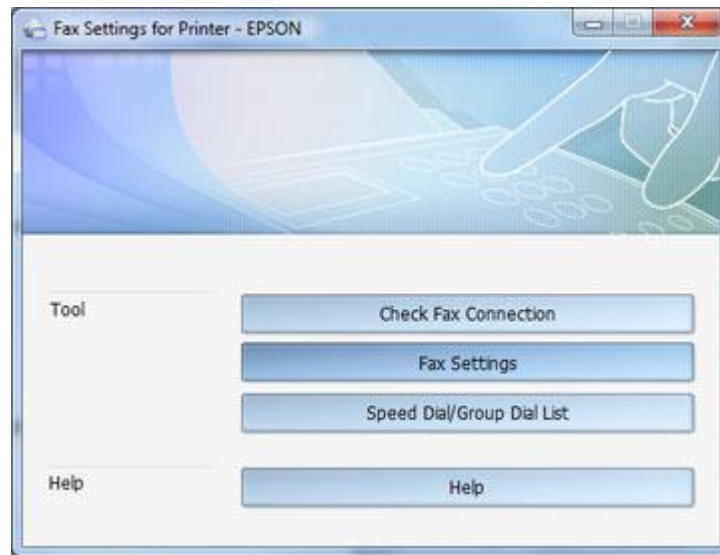 Fax Settings for Printer - EPSON
Tool
Check Fax Connection
Fax Settings
Speed Dial/Group Dial List
Help
Help